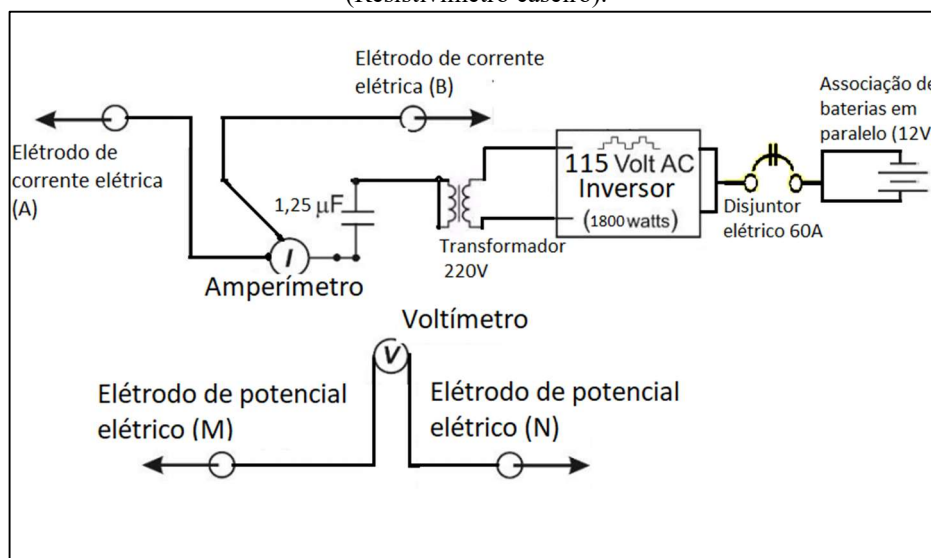 (Resistivímetro caseiro).
Elétrodo de corrente
elétrica (B)
Associação de
baterias em
paralelo (12V
Elétrodo de
corrente elétrica
(A)
1,25 µF
115 Volt AC
Inversor
(1800 watts)
Disjuntor
elétrico 60A
Transformador
220V
I
Amperímetro
Voltímetro
V
Elétrodo de potencial
elétrico (M)
Elétrodo de potencial
elétrico (N)